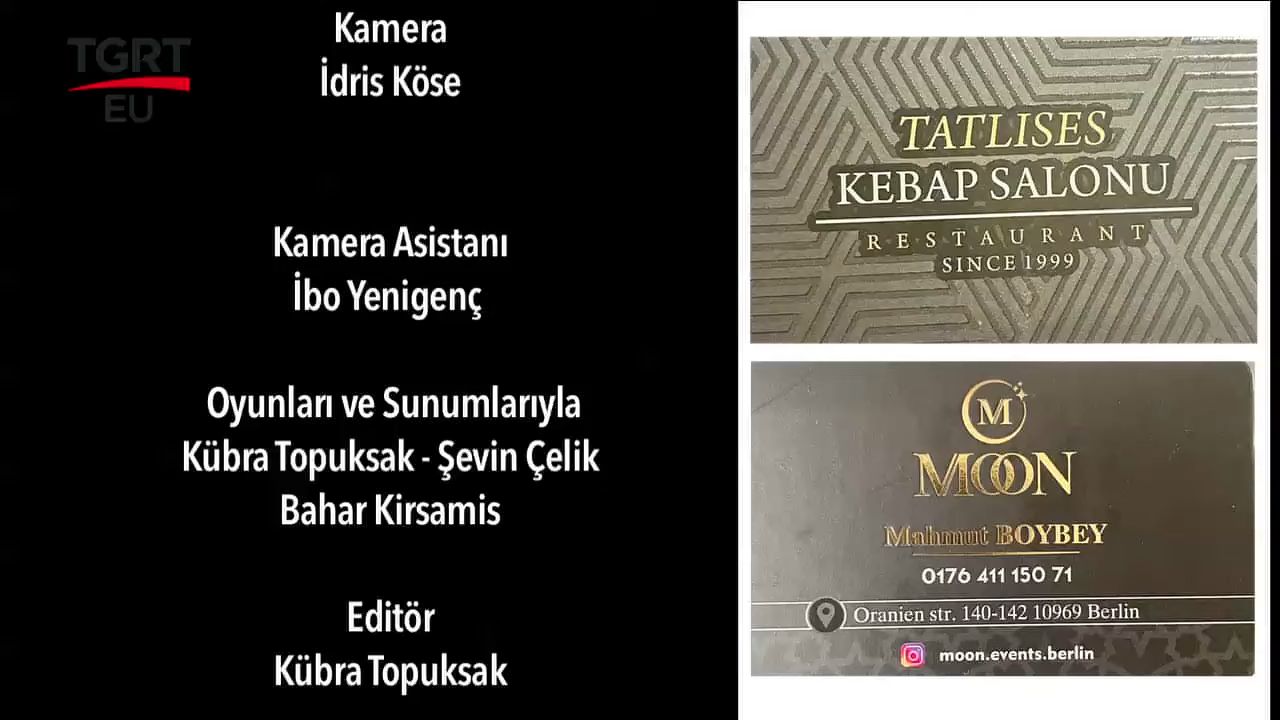 TGRT
EU
Kamera
İdris Köse
Kamera Asistanı
İbo Yenigenç
Oyunları ve Sunumlarıyla
Kübra Topuksak - Şevin Çelik
Bahar Kirsamis
Editör
Kübra Topuksak
TATLISES
KEBAP SALONU
RESTAURANT
SINCE 1999
M
MOON
Mahmut BOYBEY
0176 411 150 71
Oranien str. 140-142 10969 Berlin
moon.events.berlin